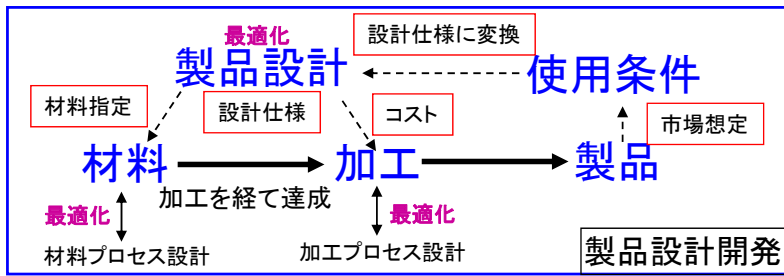 最適化
設計仕様に変換
製品設計
使用条件
材料指定
設計仕様
コスト
市場想定
材料
加工
製品
加工を経て達成
最適化
最適化
材料プロセス設計
加工プロセス設計
製品設計開発